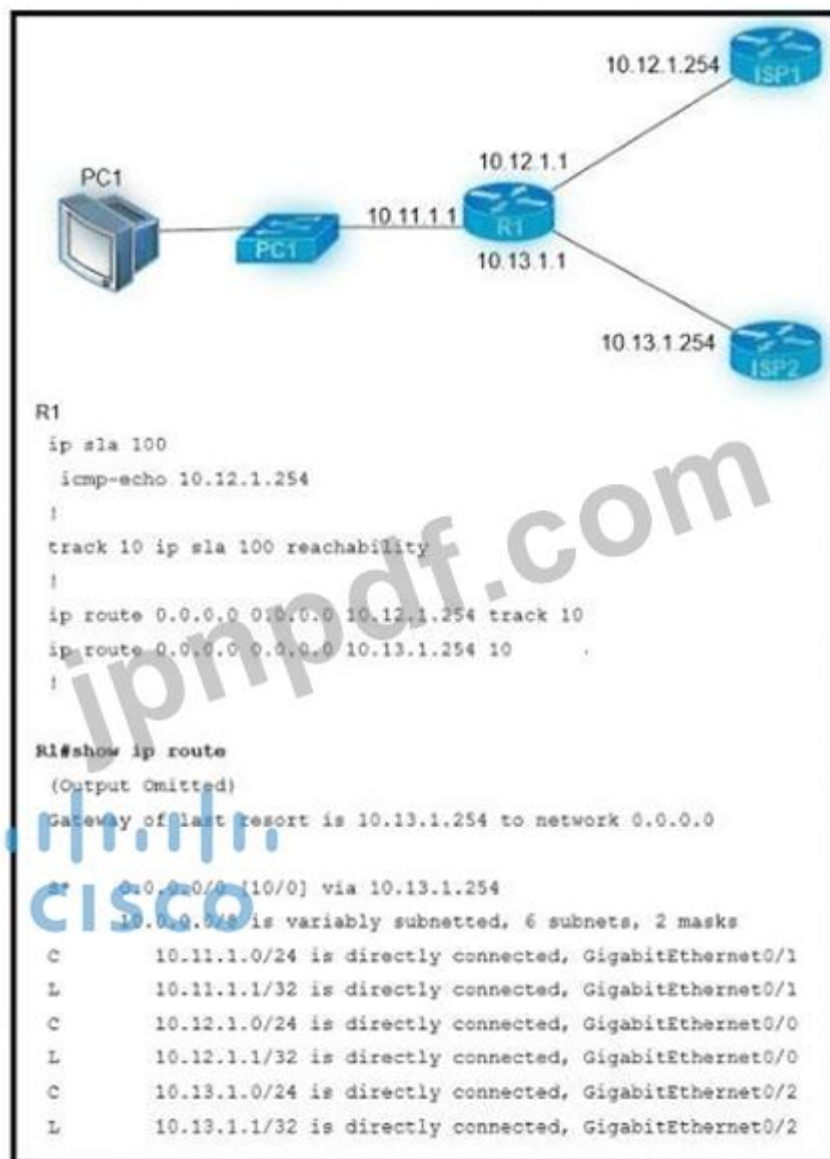 10.12.1.254
ISP1
10.12.1.1
PC1
10.11.1.1
R1
PC1
10.13.1.1
10.13.1.254
ISP2
R1
ip sla 100
icmp-echo 10.12.1.254
!
track 10 ip sla 100 reachability
!
ip route 0.0.0.0 0.0.0.0 10.12.1.254 track 10
ip route 0.0.0.0 0.0.0.0 10.13.1.254 10
!
jpnpdf.com
R1#show ip route
(Output Omitted)
Gateway of last resort is 10.13.1.254 to network 0.0.0.0
S* 0.0.0.0/0 [10/0] via 10.13.1.254
10.0.0.0/8 is variably subnetted, 6 subnets, 2 masks
CISCO
C 10.11.1.0/24 is directly connected, GigabitEthernet0/1
L 10.11.1.1/32 is directly connected, GigabitEthernet0/1
C 10.12.1.0/24 is directly connected, GigabitEthernet0/0
L 10.12.1.1/32 is directly connected, GigabitEthernet0/0
C 10.13.1.0/24 is directly connected, GigabitEthernet0/2
L 10.13.1.1/32 is directly connected, GigabitEthernet0/2